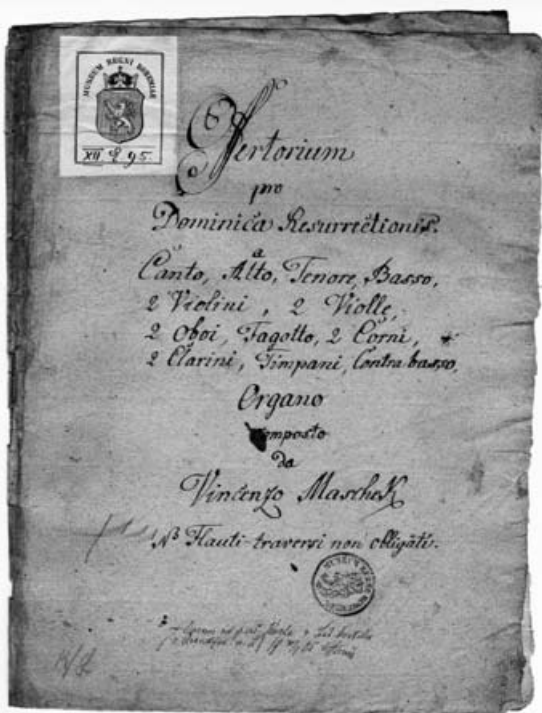 MUSEUM REGNI BOHEMIAE
XII E 95.
Offertorium
pro
Dominica Resurrectionis.
a
Canto, Alto, Tenore, Basso,
2 Violini, 2 Violle,
2 Oboi, Fagotto, 2 Corni,
2 Clarini, Timpani, Contrabasso,
Organo
composto
da
Vincenzo Maschek
NB Flauti-traversi non obligati.